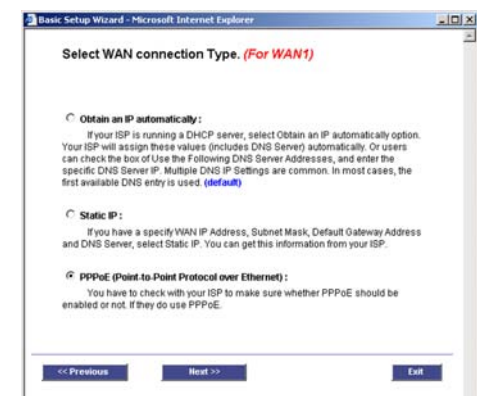 Basic Setup Wizard - Microsoft Internet Explorer
Select WAN connection Type. (For WAN1)
Obtain an IP automatically :
If your ISP is running a DHCP server, select Obtain an IP automatically option.
Your ISP will assign these values (includes DNS Server) automatically. Or users
can check the box of Use the Following DNS Server Addresses, and enter the
specific DNS Server IP. Multiple DNS IP Settings are common. In most cases, the
first available DNS entry is used. (default)
Static IP :
If you have a specify WAN IP Address, Subnet Mask, Default Gateway Address
and DNS Server, select Static IP. You can get this information from your ISP.
PPPoE (Point-to-Point Protocol over Ethernet) :
You have to check with your ISP to make sure whether PPPoE should be
enabled or not. If they do use PPPoE.
<< Previous Next >> Exit